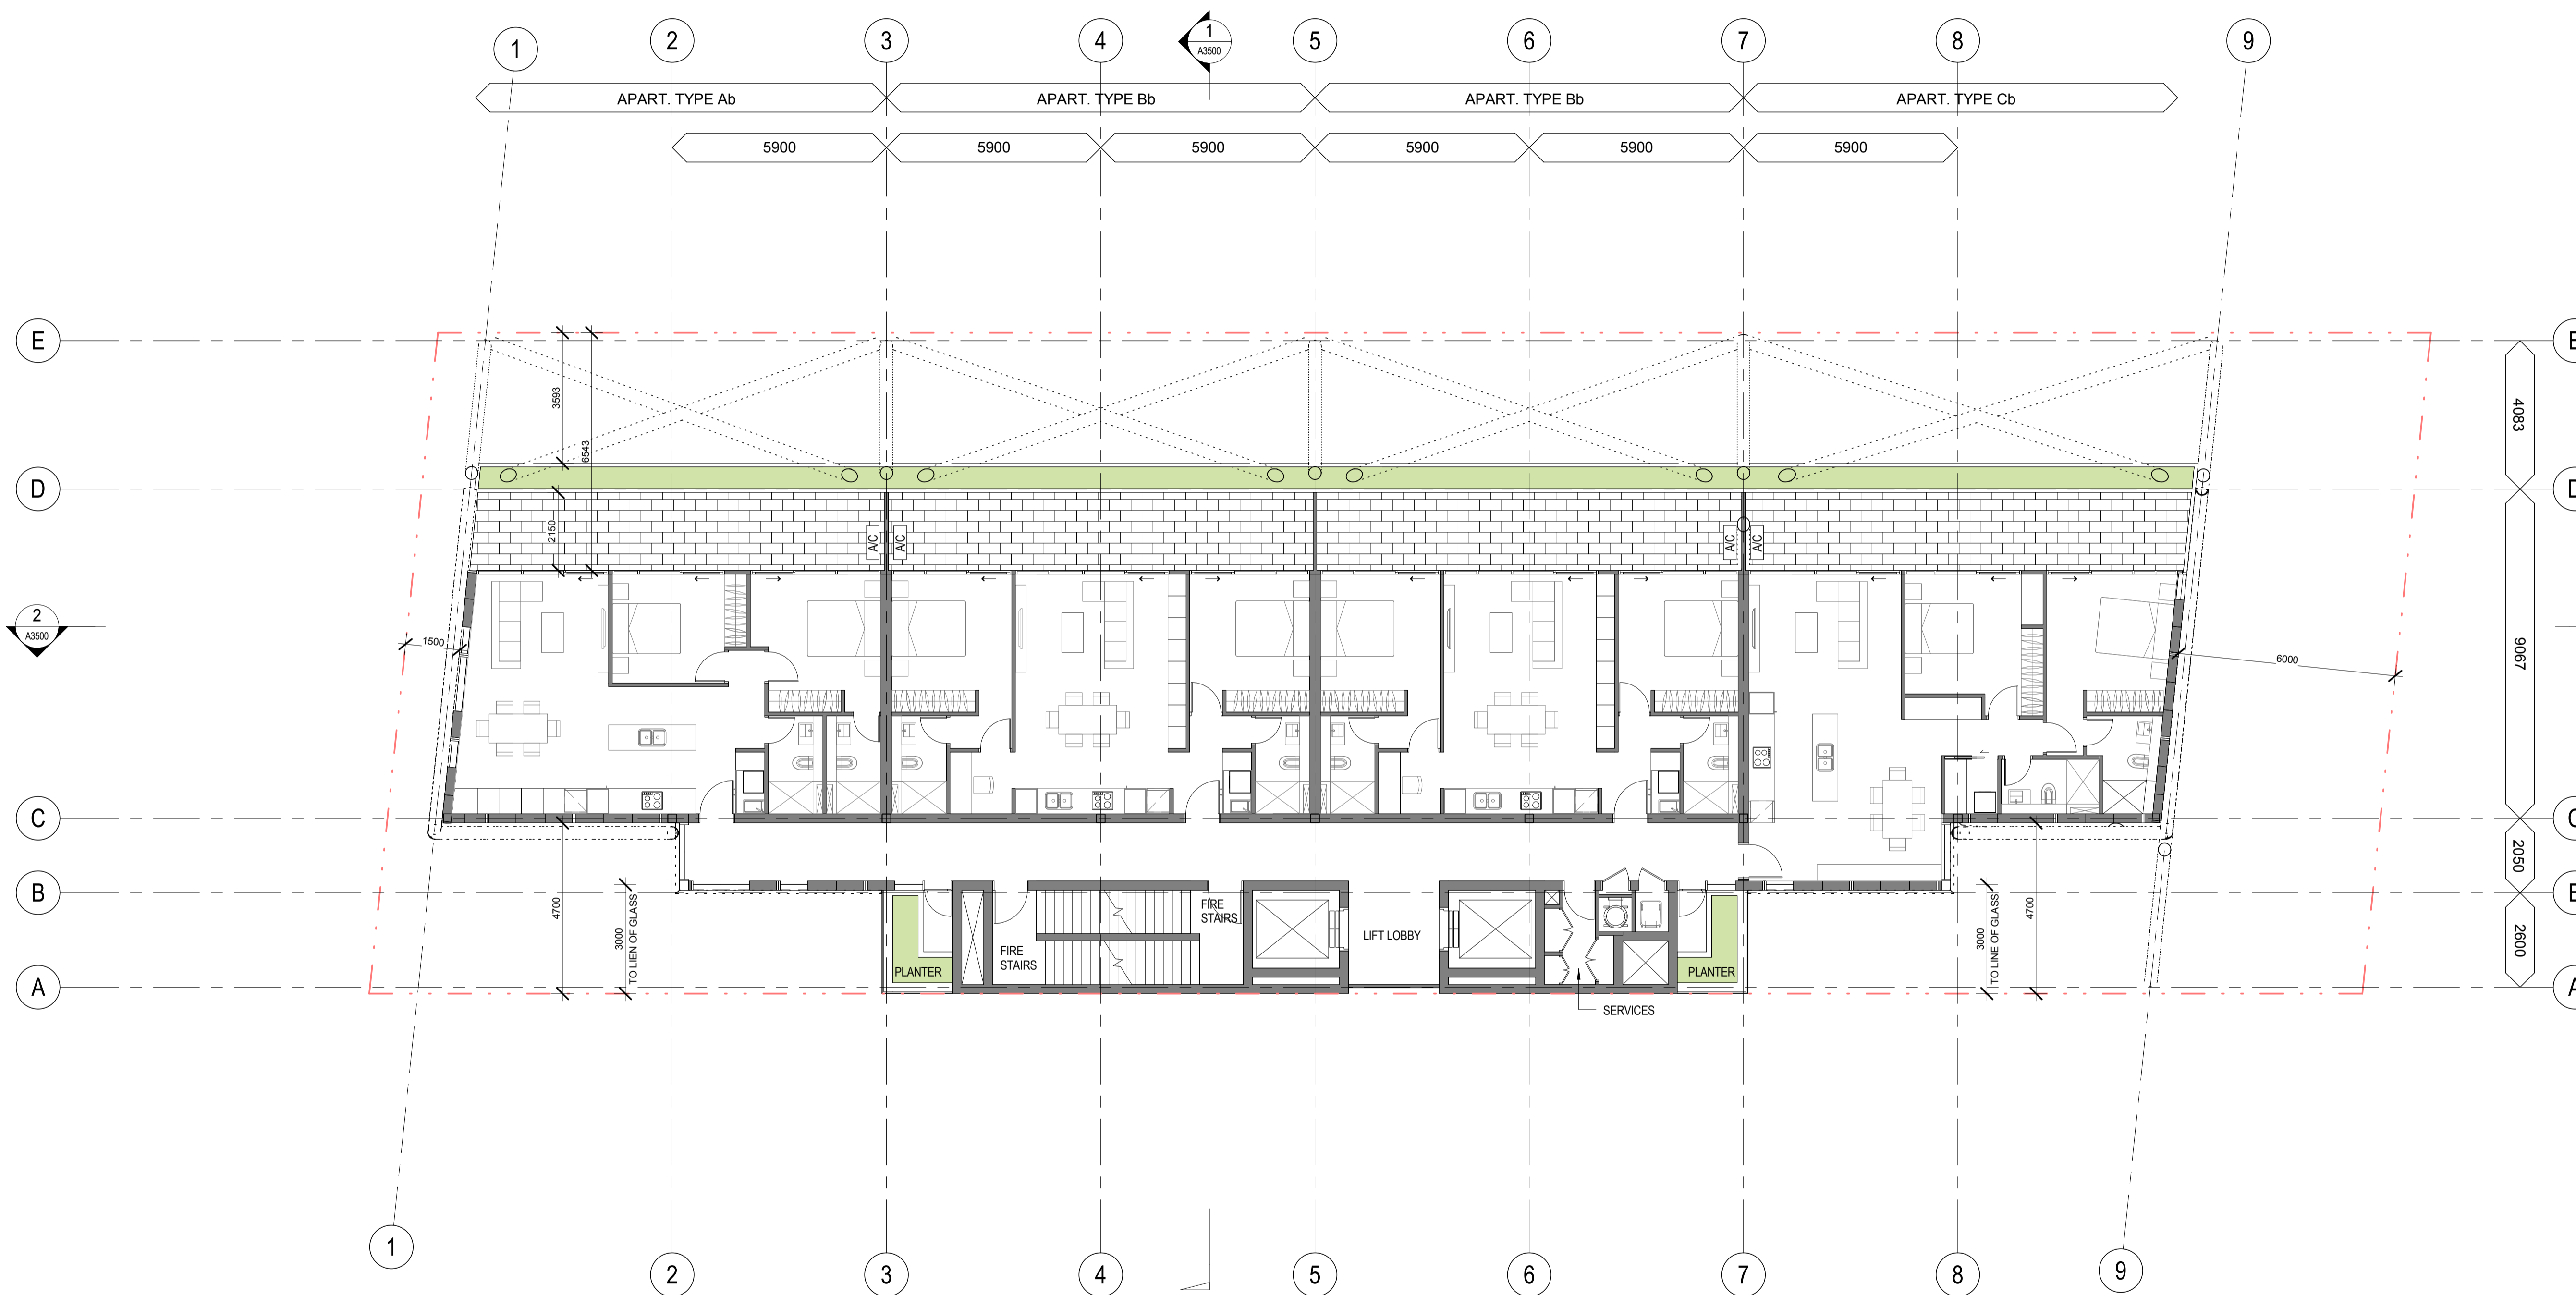 1
2
3
4
1
A3500
5
6
7
8
9
APART. TYPE Ab
APART. TYPE Bb
APART. TYPE Bb
APART. TYPE Cb
5900
5900
5900
5900
5900
5900
E
E
3593
6543
4083
D
D
2150
A/C
A/C
A/C
A/C
2
A3500
1500
6000
9067
C
C
2050
B
B
4700
3000
TO LIEN OF GLASS
FIRE
STAIRS
FIRE
STAIRS
LIFT LOBBY
PLANTER
PLANTER
3000
TO LINE OF GLASS
4700
2600
A
A
SERVICES
1
2
3
4
5
6
7
8
9